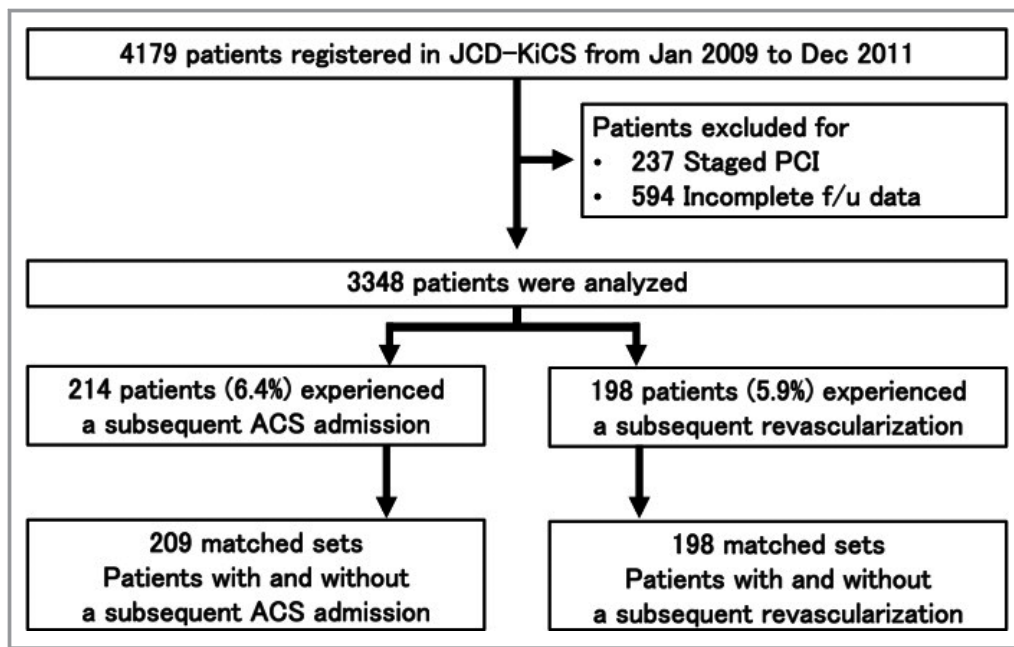 4179 patients registered in JCD-KiCS from Jan 2009 to Dec 2011
Patients excluded for
• 237 Staged PCI
• 594 Incomplete f/u data
3348 patients were analyzed
214 patients (6.4%) experienced
a subsequent ACS admission
198 patients (5.9%) experienced
a subsequent revascularization
209 matched sets
Patients with and without
a subsequent ACS admission
198 matched sets
Patients with and without
a subsequent revascularization